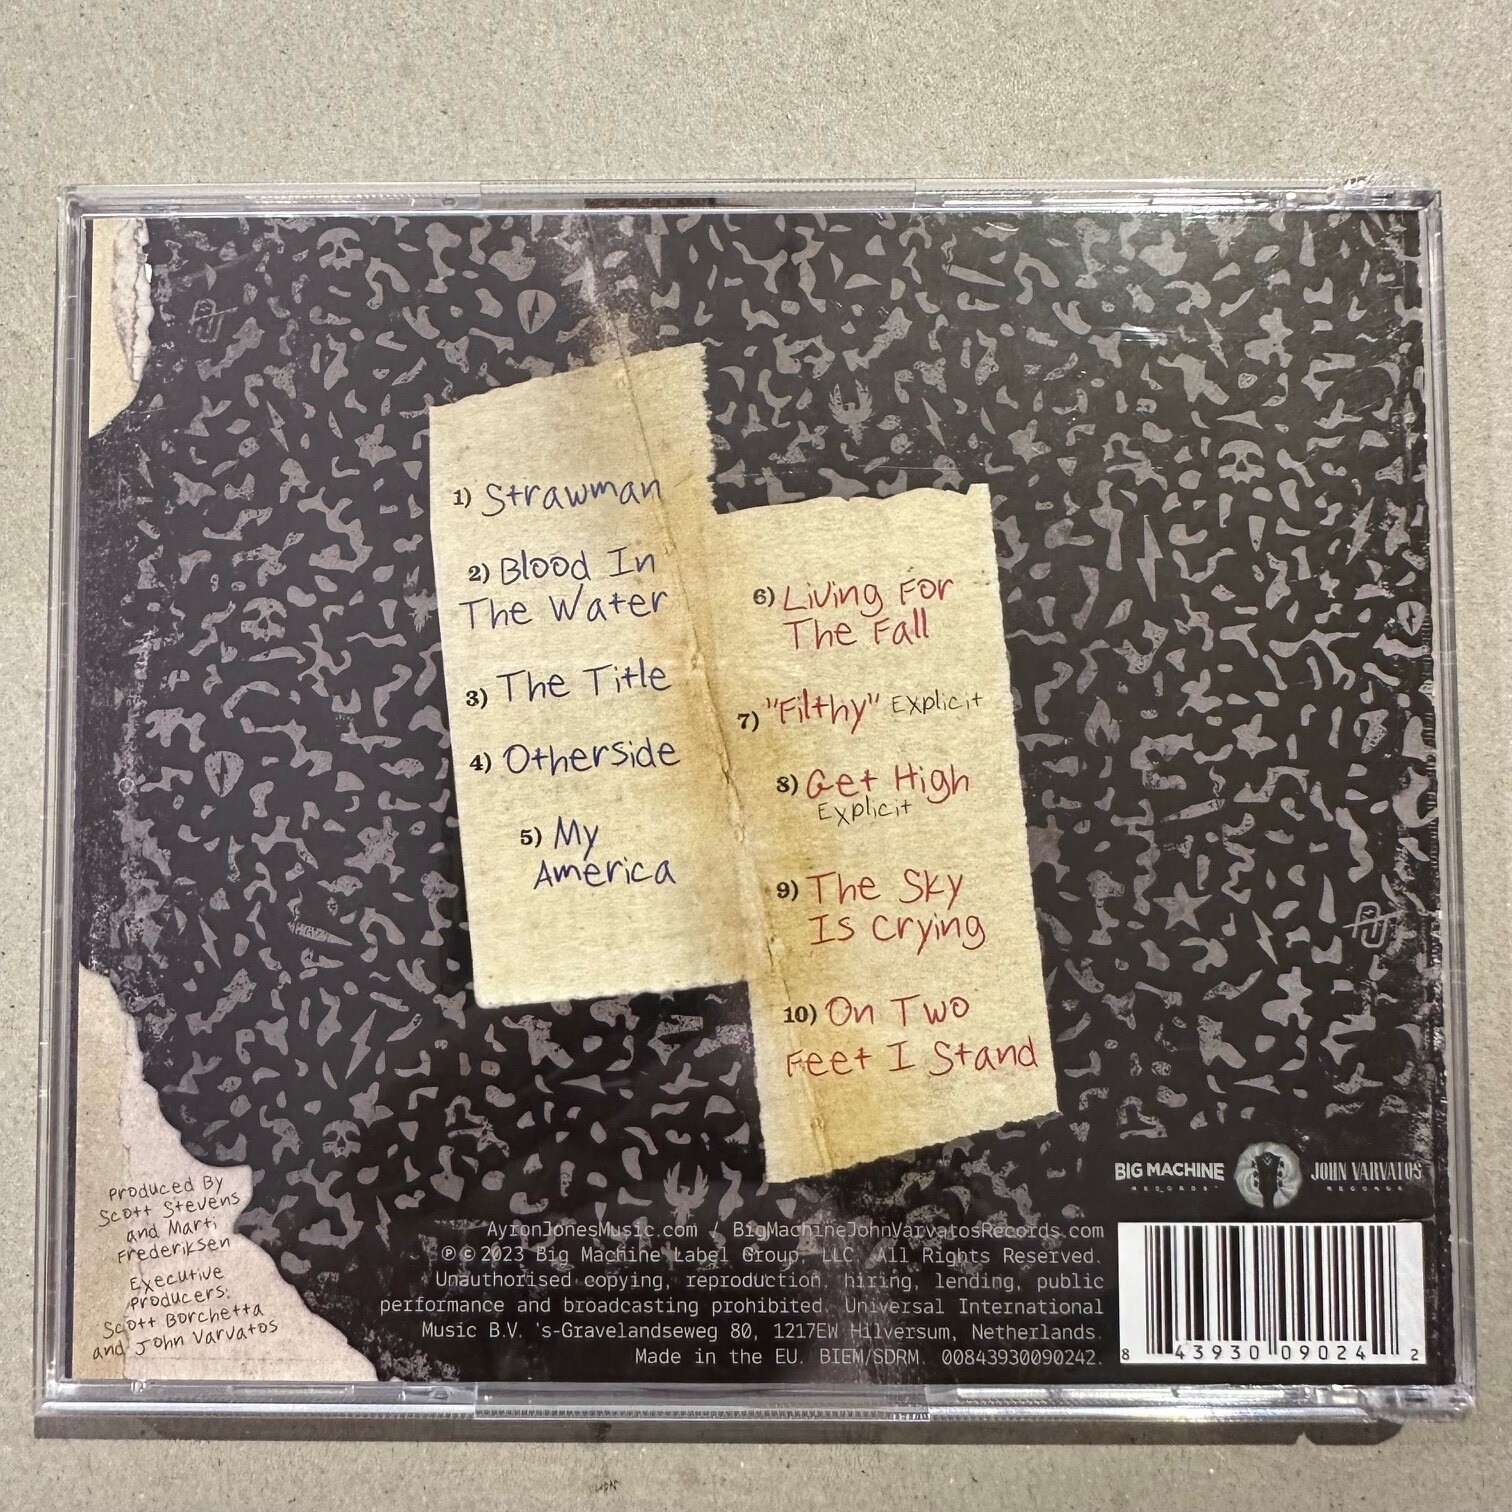 1) Strawman
2) Blood In
The Water
3) The Title
4) Otherside
5) My
America
6) Living For
The Fall
7) "Filthy" Explicit
8) Get High
Explicit
9) The Sky
Is Crying
10) On Two
Feet I Stand
Produced By
Scott Stevens
and Marti
Frederiksen
Executive
Producers:
Scott Borchetta
and John Varvatos
BIG MACHINE
RECORDS
JOHN VARVATOS
RECORDS
AyronJonesMusic.com / BigMachineJohnVarvatosRecords.com
℗ © 2023 Big Machine Label Group, LLC. All Rights Reserved.
Unauthorised copying, reproduction, hiring, lending, public
performance and broadcasting prohibited. Universal International
Music B.V. 's-Gravelandseweg 80, 1217EW Hilversum, Netherlands.
Made in the EU. BIEM/SDRM. 00843930090242.
8 43930 09024 2